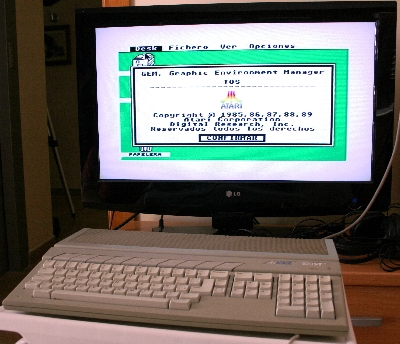 Desk Fichero Ver Opciones
GEM, Graphic Environment Manager
TOS
ATARI
Copyright © 1985,86,87,88,89
Atari Corporation
Digital Research, Inc.
Reservados todos los derechos
CONFIRMAR
PAPELERA
LG